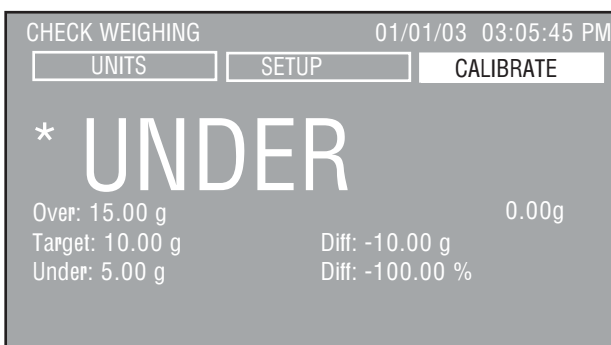 CHECK WEIGHING 01/01/03 03:05:45 PM
UNITS SETUP CALIBRATE
* UNDER
Over: 15.00 g 0.00g
Target: 10.00 g Diff: -10.00 g
Under: 5.00 g Diff: -100.00 %